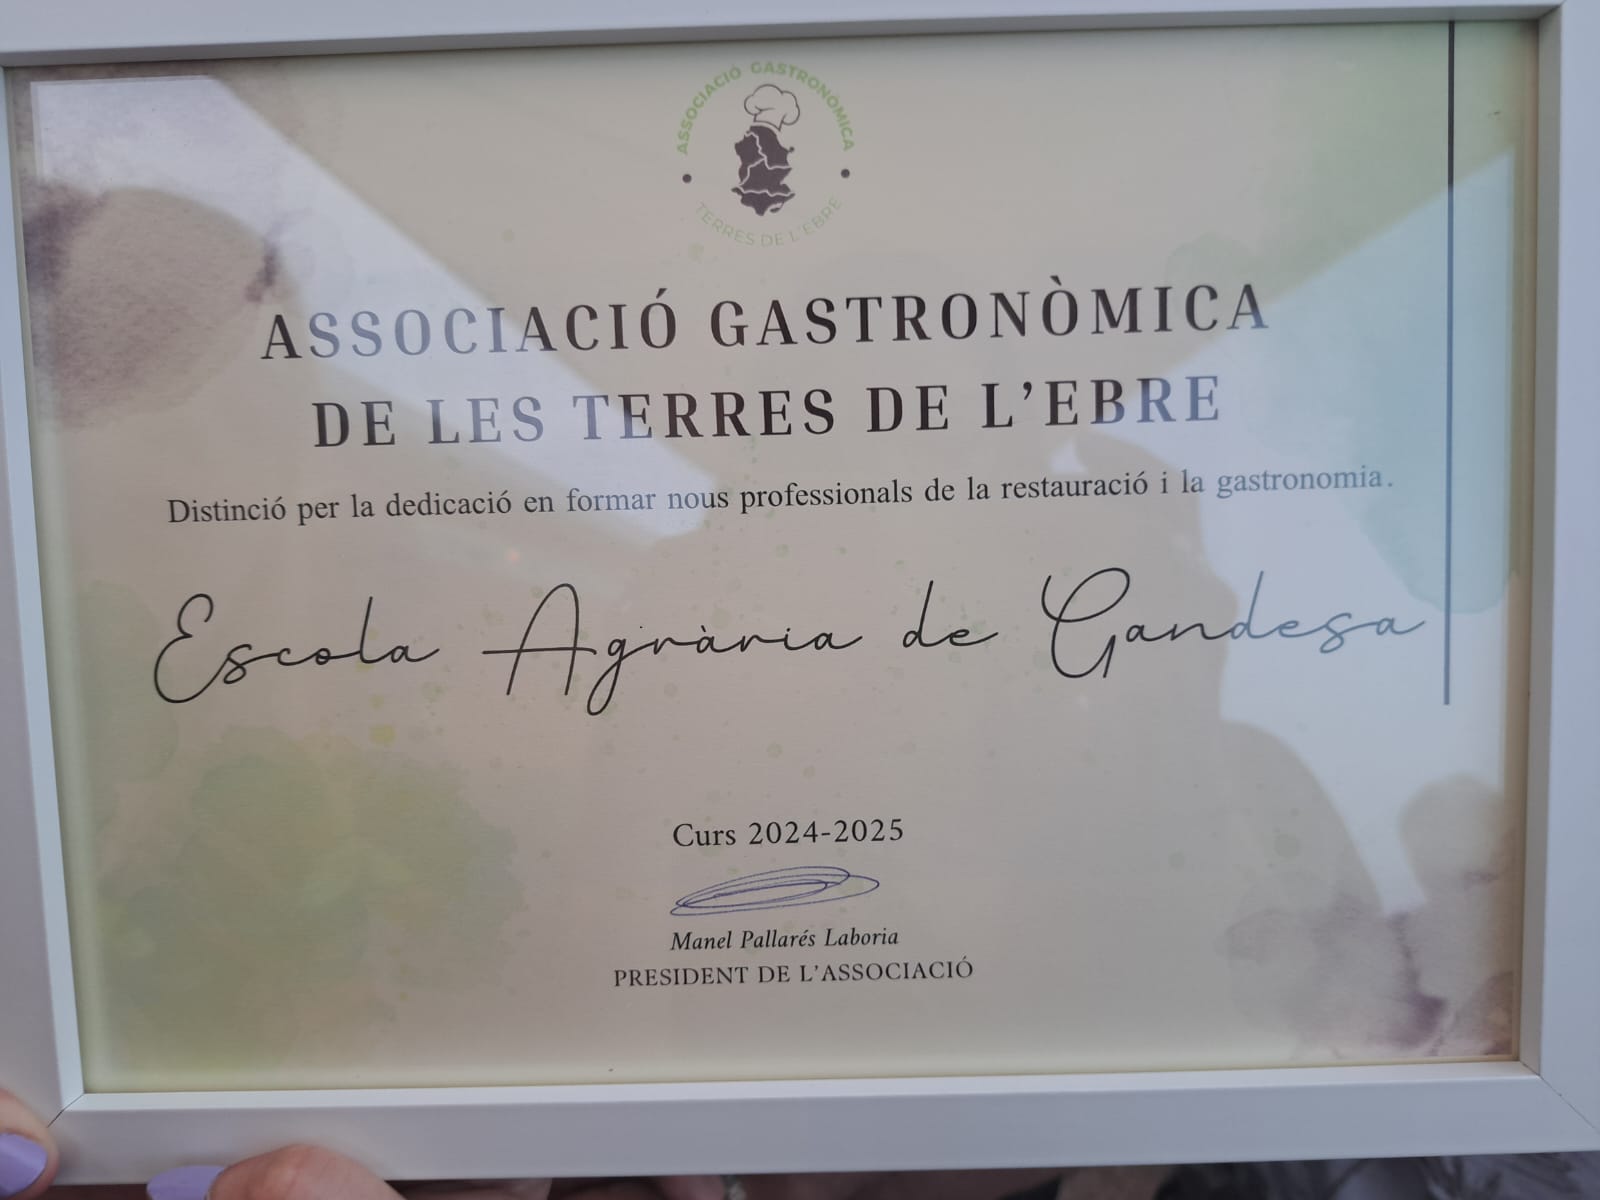 ASSOCIACIÓ GASTRONÒMICA
TERRES DE L'EBRE
ASSOCIACIÓ GASTRONÒMICA
DE LES TERRES DE L'EBRE
Distinció per la dedicació en formar nous professionals de la restauració i la gastronomia.
Escola Agrària de Gandesa
Curs 2024-2025
Manel Pallarés Laboria
PRESIDENT DE L'ASSOCIACIÓ